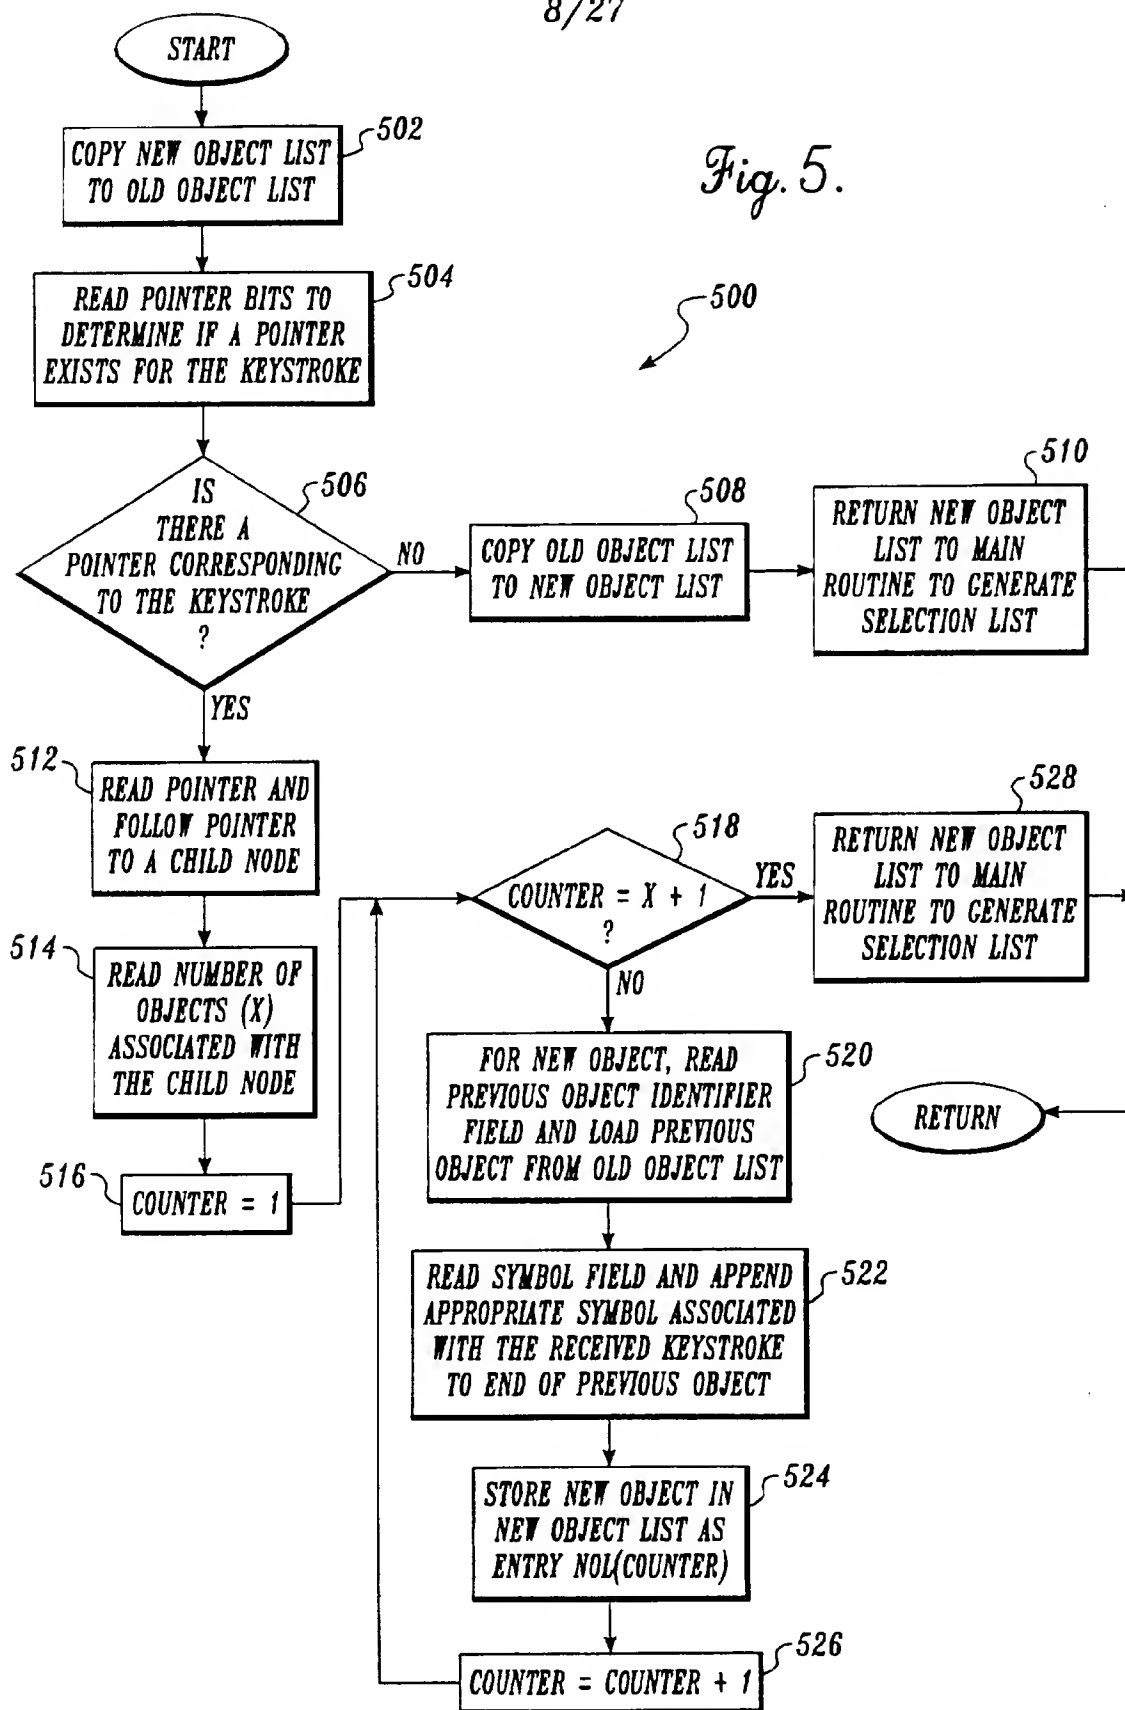 8/27
START
502
COPY NEW OBJECT LIST
TO OLD OBJECT LIST
Fig. 5.
504
READ POINTER BITS TO
DETERMINE IF A POINTER
EXISTS FOR THE KEYSTROKE
500
506
IS
THERE A
POINTER CORRESPONDING
TO THE KEYSTROKE
?
NO
508
COPY OLD OBJECT LIST
TO NEW OBJECT LIST
510
RETURN NEW OBJECT
LIST TO MAIN
ROUTINE TO GENERATE
SELECTION LIST
YES
512
READ POINTER AND
FOLLOW POINTER
TO A CHILD NODE
514
READ NUMBER OF
OBJECTS (X)
ASSOCIATED WITH
THE CHILD NODE
516
COUNTER = 1
518
COUNTER = X + 1
?
YES
528
RETURN NEW OBJECT
LIST TO MAIN
ROUTINE TO GENERATE
SELECTION LIST
NO
520
FOR NEW OBJECT, READ
PREVIOUS OBJECT IDENTIFIER
FIELD AND LOAD PREVIOUS
OBJECT FROM OLD OBJECT LIST
RETURN
522
READ SYMBOL FIELD AND APPEND
APPROPRIATE SYMBOL ASSOCIATED
WITH THE RECEIVED KEYSTROKE
TO END OF PREVIOUS OBJECT
524
STORE NEW OBJECT IN
NEW OBJECT LIST AS
ENTRY NOL(COUNTER)
526
COUNTER = COUNTER + 1